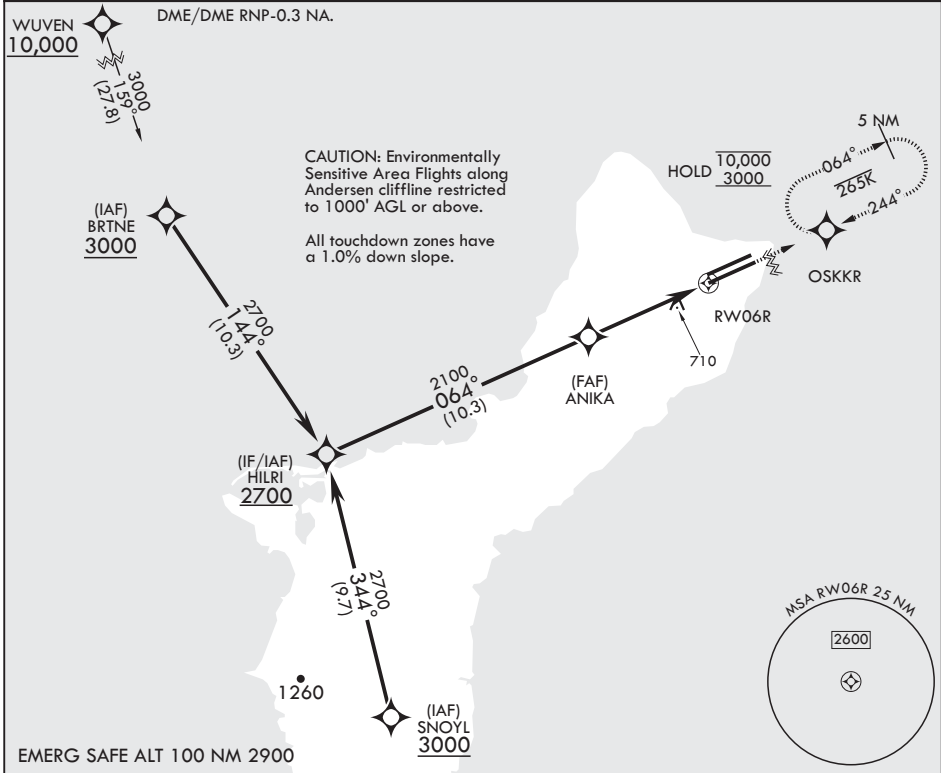 DME/DME RNP-0.3 NA.
WUVEN
10,000
3000
159°
(27.8)
CAUTION: Environmentally
Sensitive Area Flights along
Andersen cliffline restricted
to 1000' AGL or above.
All touchdown zones have
a 1.0% down slope.
5 NM
HOLD 10,000
3000
064°
265K
244°
OSKKR
(IAF)
BRTNE
3000
2700
144°
(10.3)
RW06R
710
(FAF)
ANIKA
2100
064°
(10.3)
(IF/IAF)
HILRI
2700
2700
344°
(9.7)
1260
(IAF)
SNOYL
3000
MSA RW06R 25 NM
2600
EMERG SAFE ALT 100 NM 2900